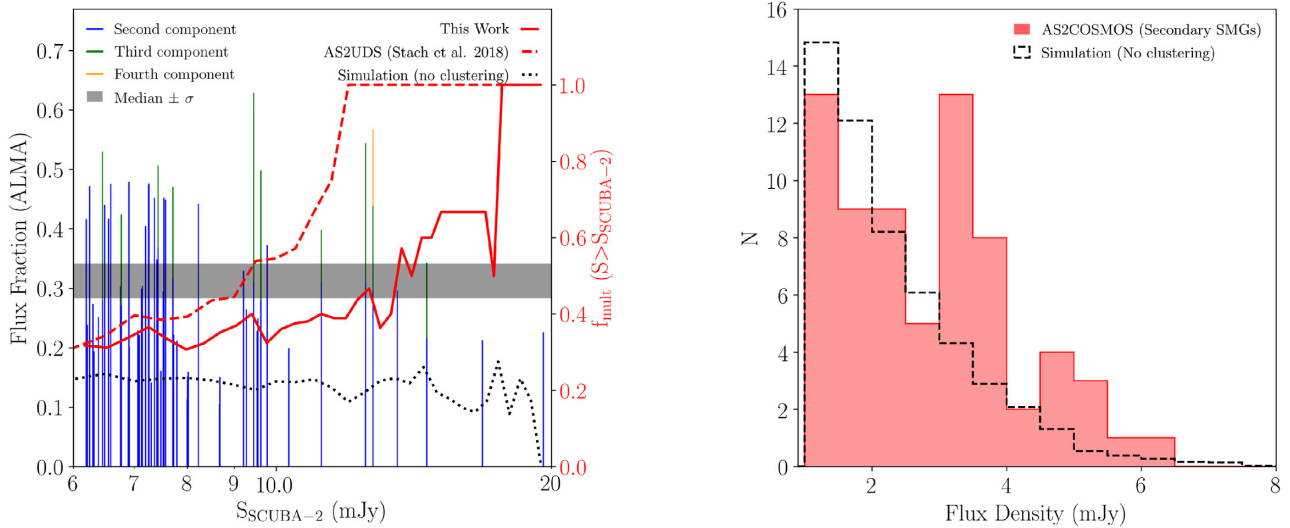 Second component
Third component
Fourth component
Median ± σ
This Work
AS2UDS (Stach et al. 2018)
Simulation (no clustering)
0.7
0.6
0.5
0.4
0.3
0.2
0.1
0.0
Flux Fraction (ALMA)
6
7
8
9
10.0
20
S_SCUBA−2 (mJy)
1.0
0.8
0.6
0.4
0.2
0.0
f_mult (S>S_SCUBA−2)
AS2COSMOS (Secondary SMGs)
Simulation (No clustering)
16
14
12
10
8
6
4
2
0
N
2
4
6
8
Flux Density (mJy)